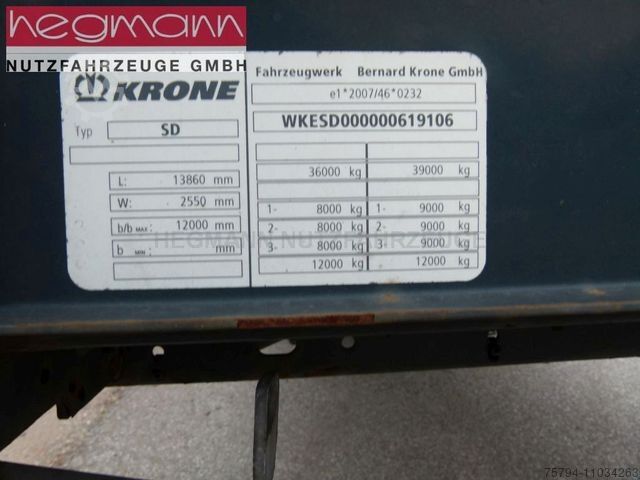 hegmann
NUTZFAHRZEUGE GMBH
KRONE
Fahrzeugwerk Bernard Krone GmbH
e1*2007/46*0232
Typ SD
WKESD000000619106
36000 kg 39000 kg
L: 13860 mm
W: 2550 mm
b/b MAX: 12000 mm
b MIN: mm
1- 8000 kg 1- 9000 kg
2- 8000 kg 2- 9000 kg
3- 8000 kg 3- 9000 kg
12000 kg 12000 kg
HEGMANN NUTZFAHRZEUGE
75794-11034263